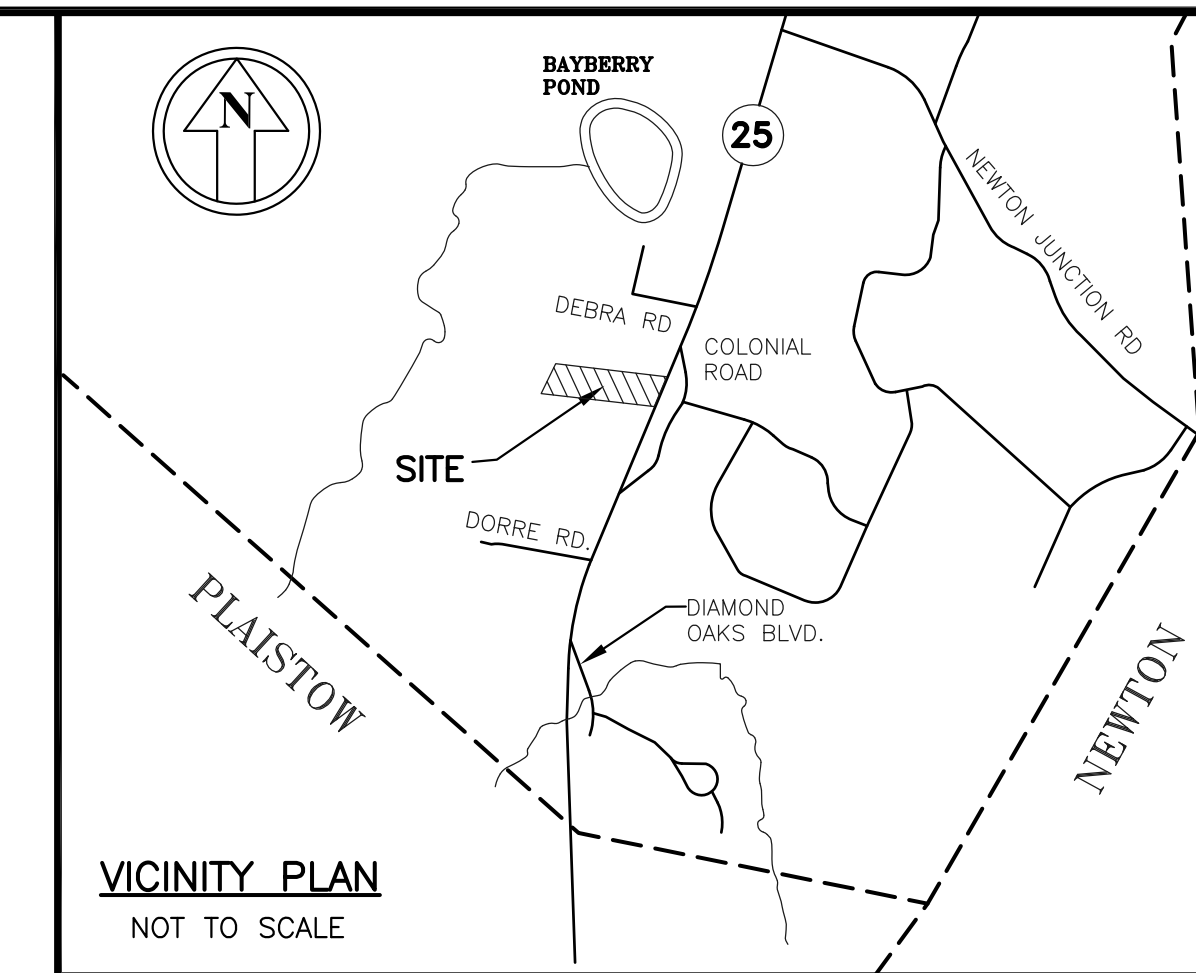 BAYBERRY
POND
N
25
NEWTON JUNCTION RD
DEBRA RD
COLONIAL
ROAD
SITE
DORRE RD.
PLAISTOW
DIAMOND
OAKS BLVD.
NEWTON
VICINITY PLAN
NOT TO SCALE